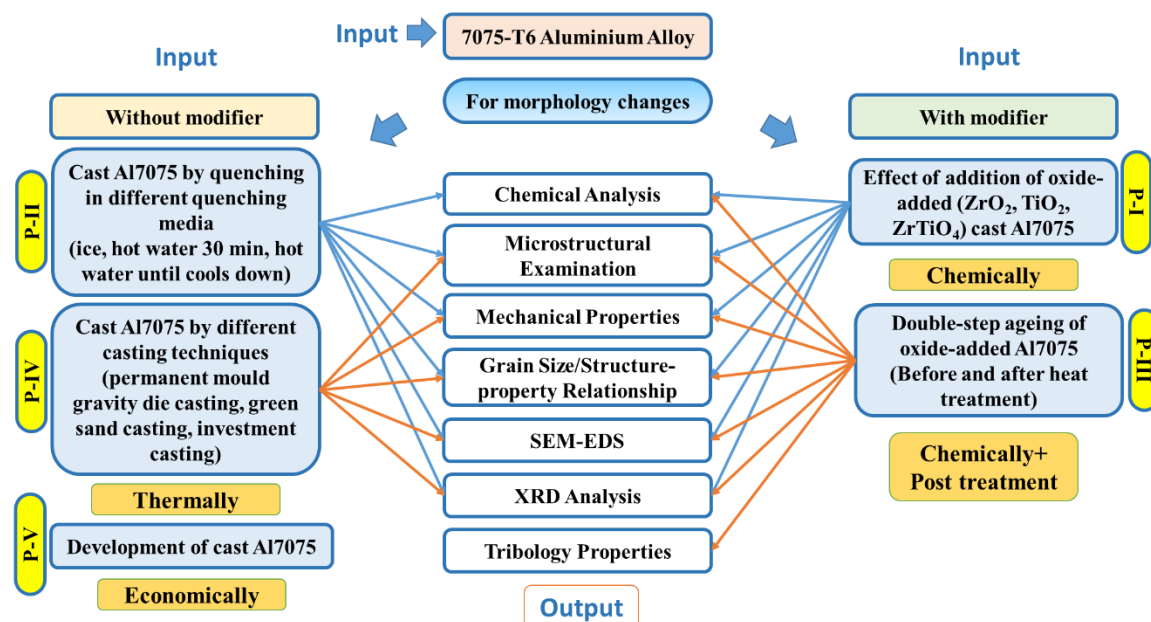 Input
7075-T6 Aluminium Alloy
For morphology changes
Input
Without modifier
P-II
Cast Al7075 by quenching
in different quenching
media
(ice, hot water 30 min, hot
water until cools down)
P-IV
Cast Al7075 by different
casting techniques
(permanent mould
gravity die casting, green
sand casting, investment
casting)
Thermally
P-V
Development of cast Al7075
Economically
Chemical Analysis
Microstructural
Examination
Mechanical Properties
Grain Size/Structure-
property Relationship
SEM-EDS
XRD Analysis
Tribology Properties
Output
Input
With modifier
Effect of addition of oxide-
added (ZrO₂, TiO₂,
ZrTiO₄) cast Al7075
P-I
Chemically
Double-step ageing of
oxide-added Al7075
(Before and after heat
treatment)
P-III
Chemically+
Post treatment